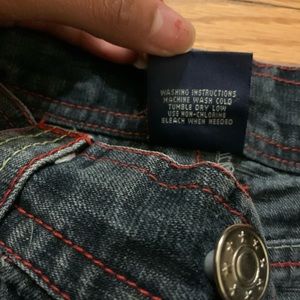 WASHING INSTRUCTIONS
MACHINE WASH COLD
TUMBLE DRY LOW
USE NON-CHLORINE
BLEACH WHEN NEEDED